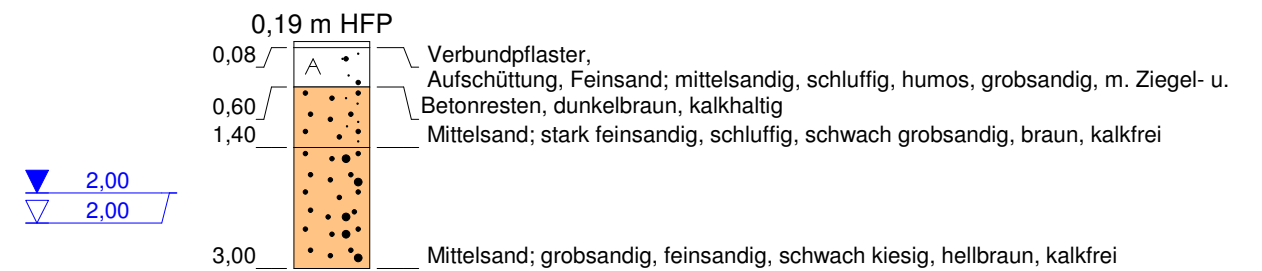 0,19 m HFP
0,08 Verbundpflaster,
A
Aufschüttung, Feinsand; mittelsandig, schluffig, humos, grobsandig, m. Ziegel- u.
0,60 Betonresten, dunkelbraun, kalkhaltig
1,40 Mittelsand; stark feinsandig, schluffig, schwach grobsandig, braun, kalkfrei
2,00
2,00
3,00 Mittelsand; grobsandig, feinsandig, schwach kiesig, hellbraun, kalkfrei